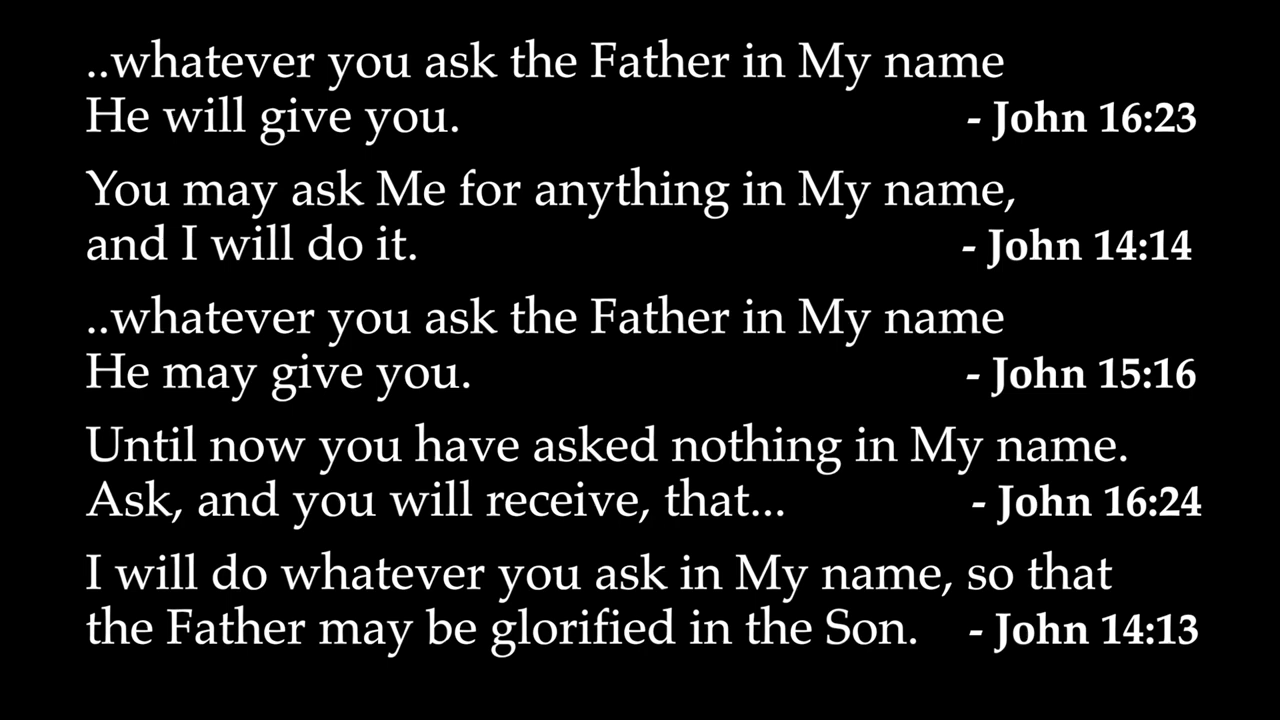 ..whatever you ask the Father in My name
He will give you. - John 16:23
You may ask Me for anything in My name,
and I will do it. - John 14:14
..whatever you ask the Father in My name
He may give you. - John 15:16
Until now you have asked nothing in My name.
Ask, and you will receive, that... - John 16:24
I will do whatever you ask in My name, so that
the Father may be glorified in the Son. - John 14:13